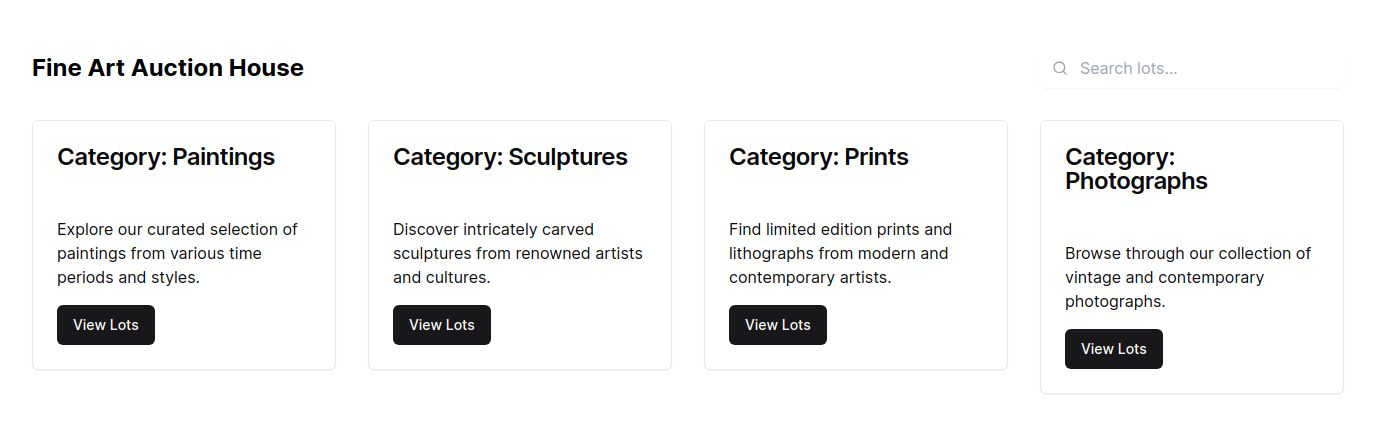 Fine Art Auction House
Search lots...
Category: Paintings
Explore our curated selection of
paintings from various time
periods and styles.
View Lots
Category: Sculptures
Discover intricately carved
sculptures from renowned artists
and cultures.
View Lots
Category: Prints
Find limited edition prints and
lithographs from modern and
contemporary artists.
View Lots
Category:
Photographs
Browse through our collection of
vintage and contemporary
photographs.
View Lots